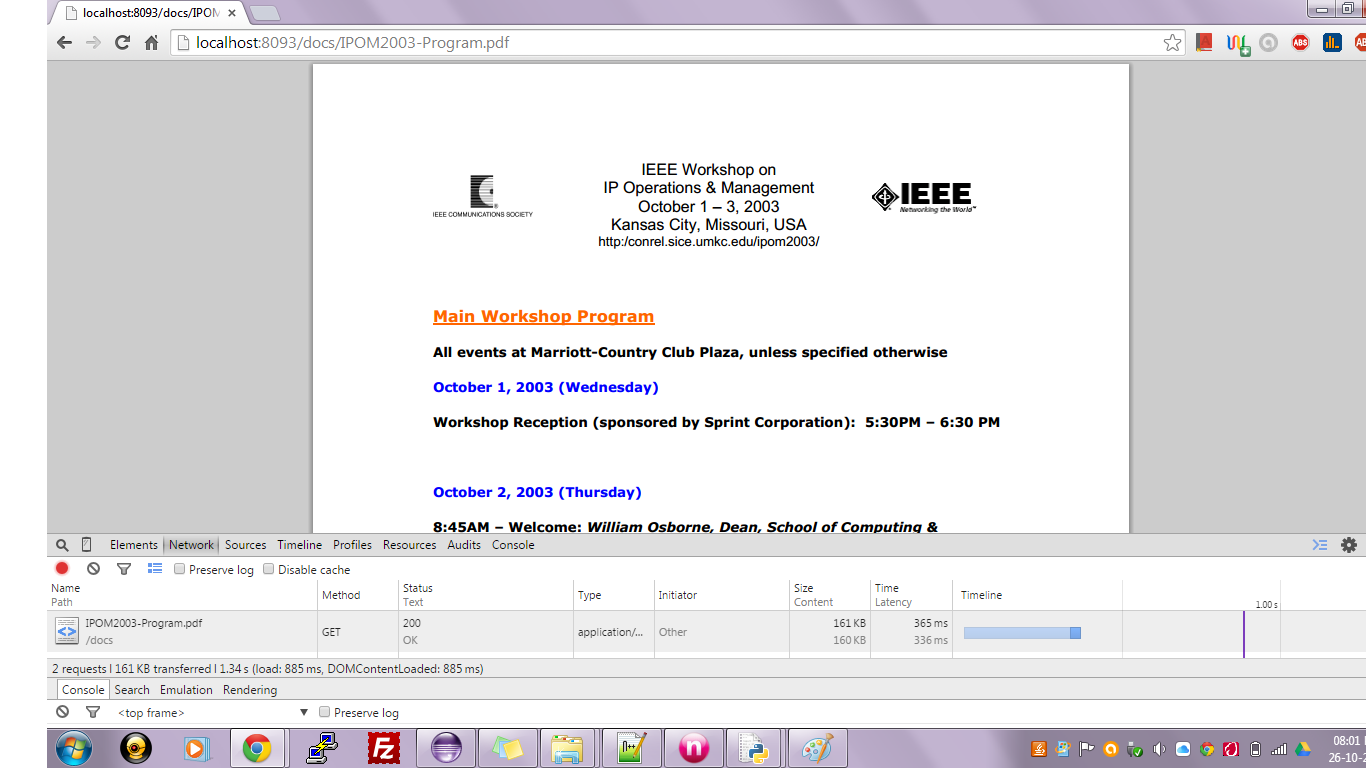 localhost:8093/docs/IPOM
localhost:8093/docs/IPOM2003-Program.pdf
ABS
IEEE COMMUNICATIONS SOCIETY
IEEE Workshop on
IP Operations & Management
October 1 – 3, 2003
Kansas City, Missouri, USA
http:/conrel.sice.umkc.edu/ipom2003/
IEEE
Networking the World™
Main Workshop Program
All events at Marriott-Country Club Plaza, unless specified otherwise
October 1, 2003 (Wednesday)
Workshop Reception (sponsored by Sprint Corporation): 5:30PM – 6:30 PM
October 2, 2003 (Thursday)
8:45AM – Welcome: William Osborne, Dean, School of Computing &
Elements Network Sources Timeline Profiles Resources Audits Console
Preserve log Disable cache
Name Method Status Type Initiator Size Time Timeline
Path Text Content Latency 1.00 s
IPOM2003-Program.pdf GET 200 application/... Other 161 KB 365 ms
/docs OK 160 KB 336 ms
2 requests | 161 KB transferred | 1.34 s (load: 885 ms, DOMContentLoaded: 885 ms)
Console Search Emulation Rendering
<top frame> ▼ Preserve log
08:01
26-10-2